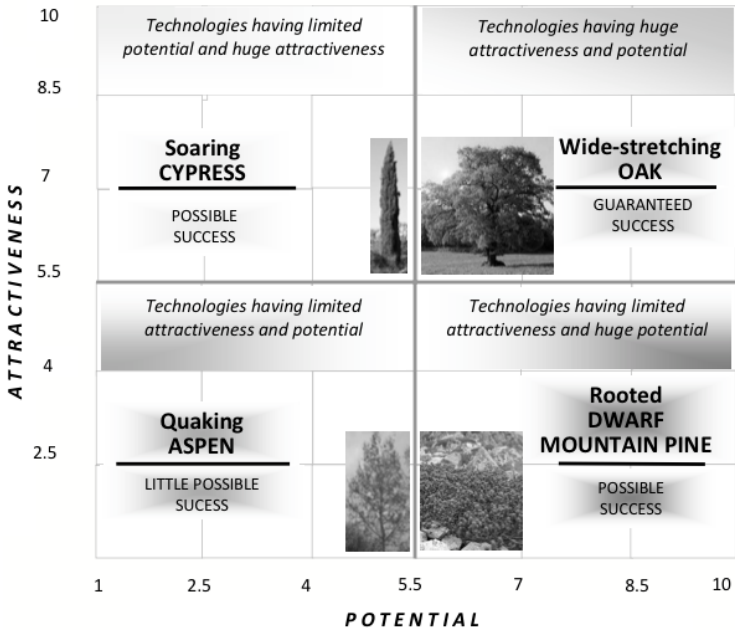 10
Technologies having limited
potential and huge attractiveness
Technologies having huge
attractiveness and potential
8.5
Soaring
CYPRESS
Wide-stretching
OAK
7
POSSIBLE
SUCCESS
GUARANTEED
SUCCESS
ATTRACTIVENESS
5.5
Technologies having limited
attractiveness and potential
Technologies having limited
attractiveness and huge potential
4
Quaking
ASPEN
Rooted
DWARF
MOUNTAIN PINE
2.5
LITTLE POSSIBLE
SUCESS
POSSIBLE
SUCCESS
1 2.5 4 5.5 7 8.5 10
POTENTIAL